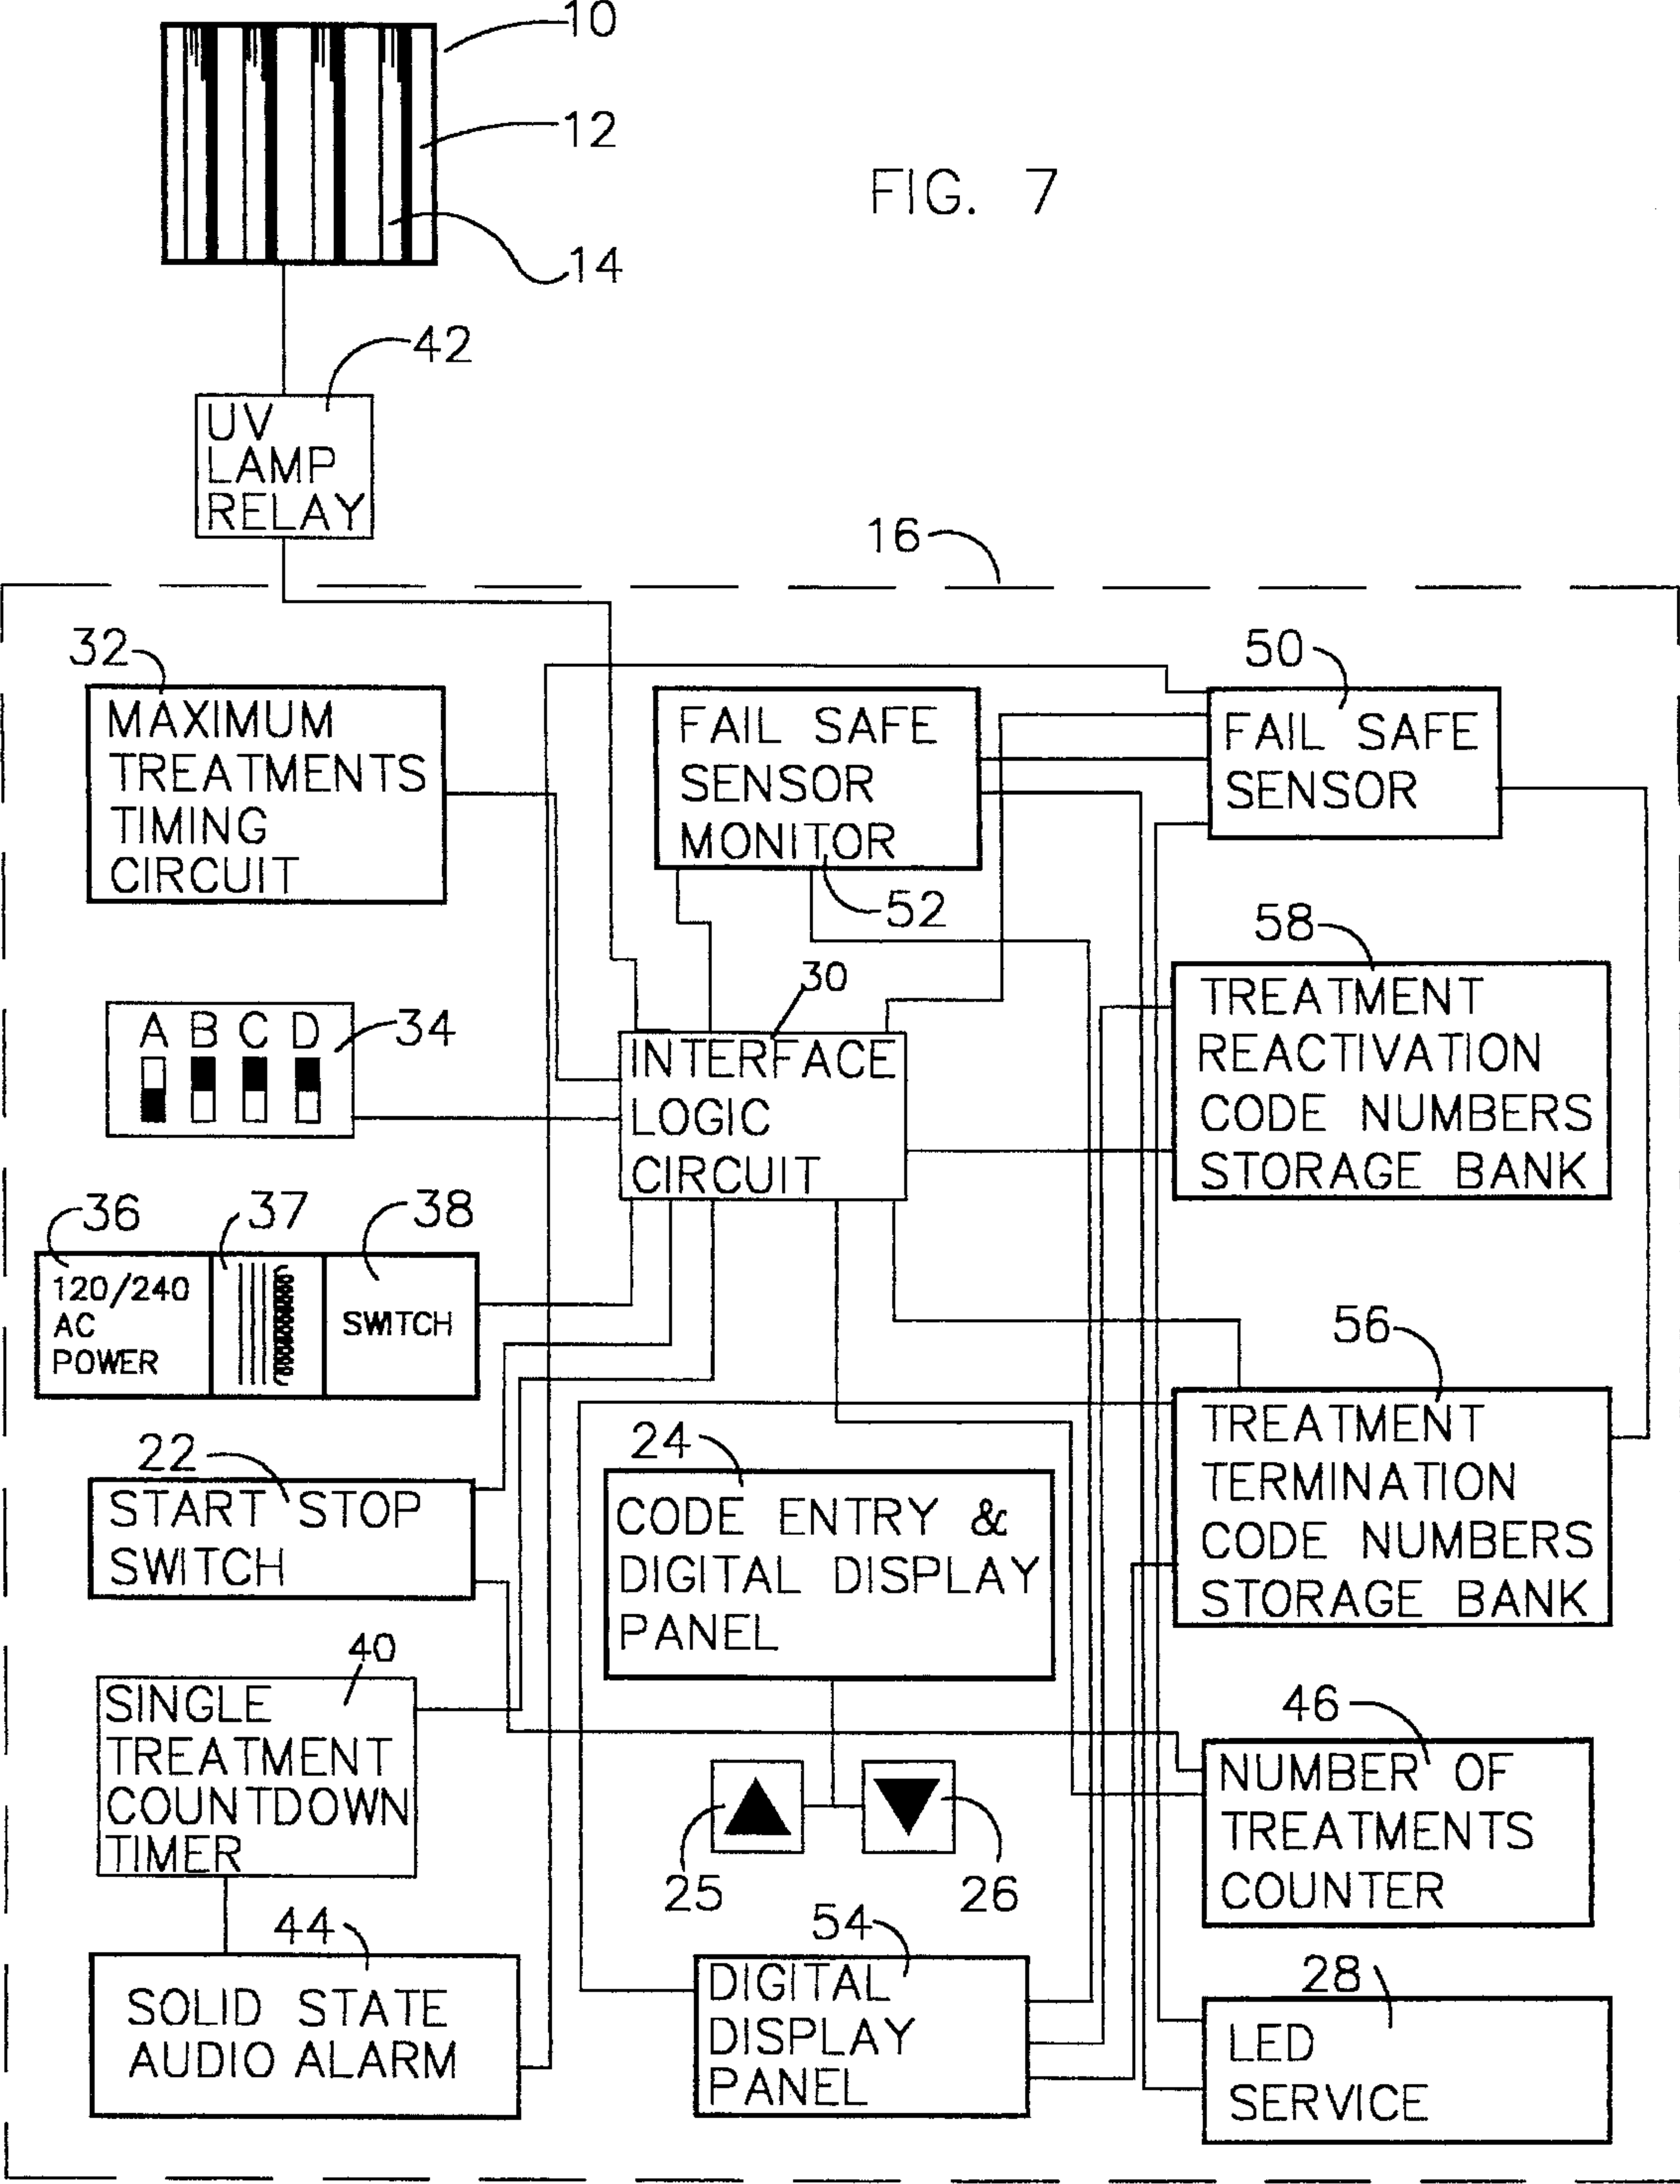 10
12
FIG. 7
14
42
UV
LAMP
RELAY
16
32
MAXIMUM
TREATMENTS
TIMING
CIRCUIT
FAIL SAFE
SENSOR
MONITOR
52
50
FAIL SAFE
SENSOR
58
TREATMENT
REACTIVATION
CODE NUMBERS
STORAGE BANK
30
INTERFACE
LOGIC
CIRCUIT
A B C D
34
36
37
38
120/240
AC
POWER
SWITCH
56
TREATMENT
TERMINATION
CODE NUMBERS
STORAGE BANK
22
START STOP
SWITCH
24
CODE ENTRY &
DIGITAL DISPLAY
PANEL
40
SINGLE
TREATMENT
COUNTDOWN
TIMER
25
26
46
NUMBER OF
TREATMENTS
COUNTER
44
SOLID STATE
AUDIO ALARM
54
DIGITAL
DISPLAY
PANEL
28
LED
SERVICE